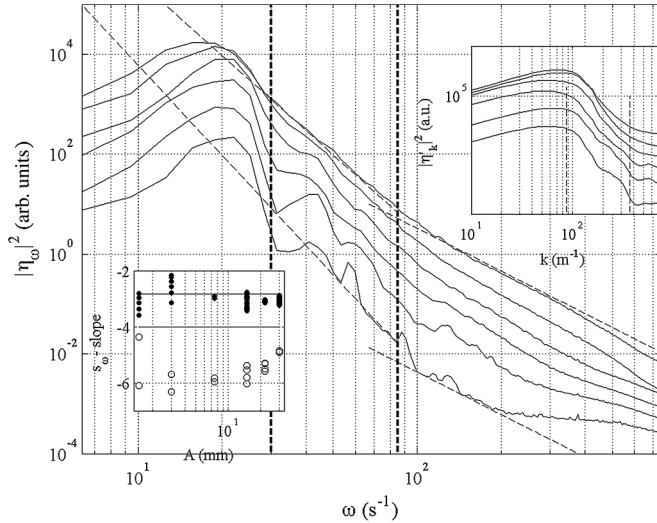 10^4
10^2
10^0
10^-2
10^-4
|η_ω|^2 (arb. units)
10^1
10^2
ω (s^-1)
10^5
|η'_k|^2 (a.u.)
10^1
10^2
k (m^-1)
-2
-4
-6
s_ω- slope
10^1
A (mm)